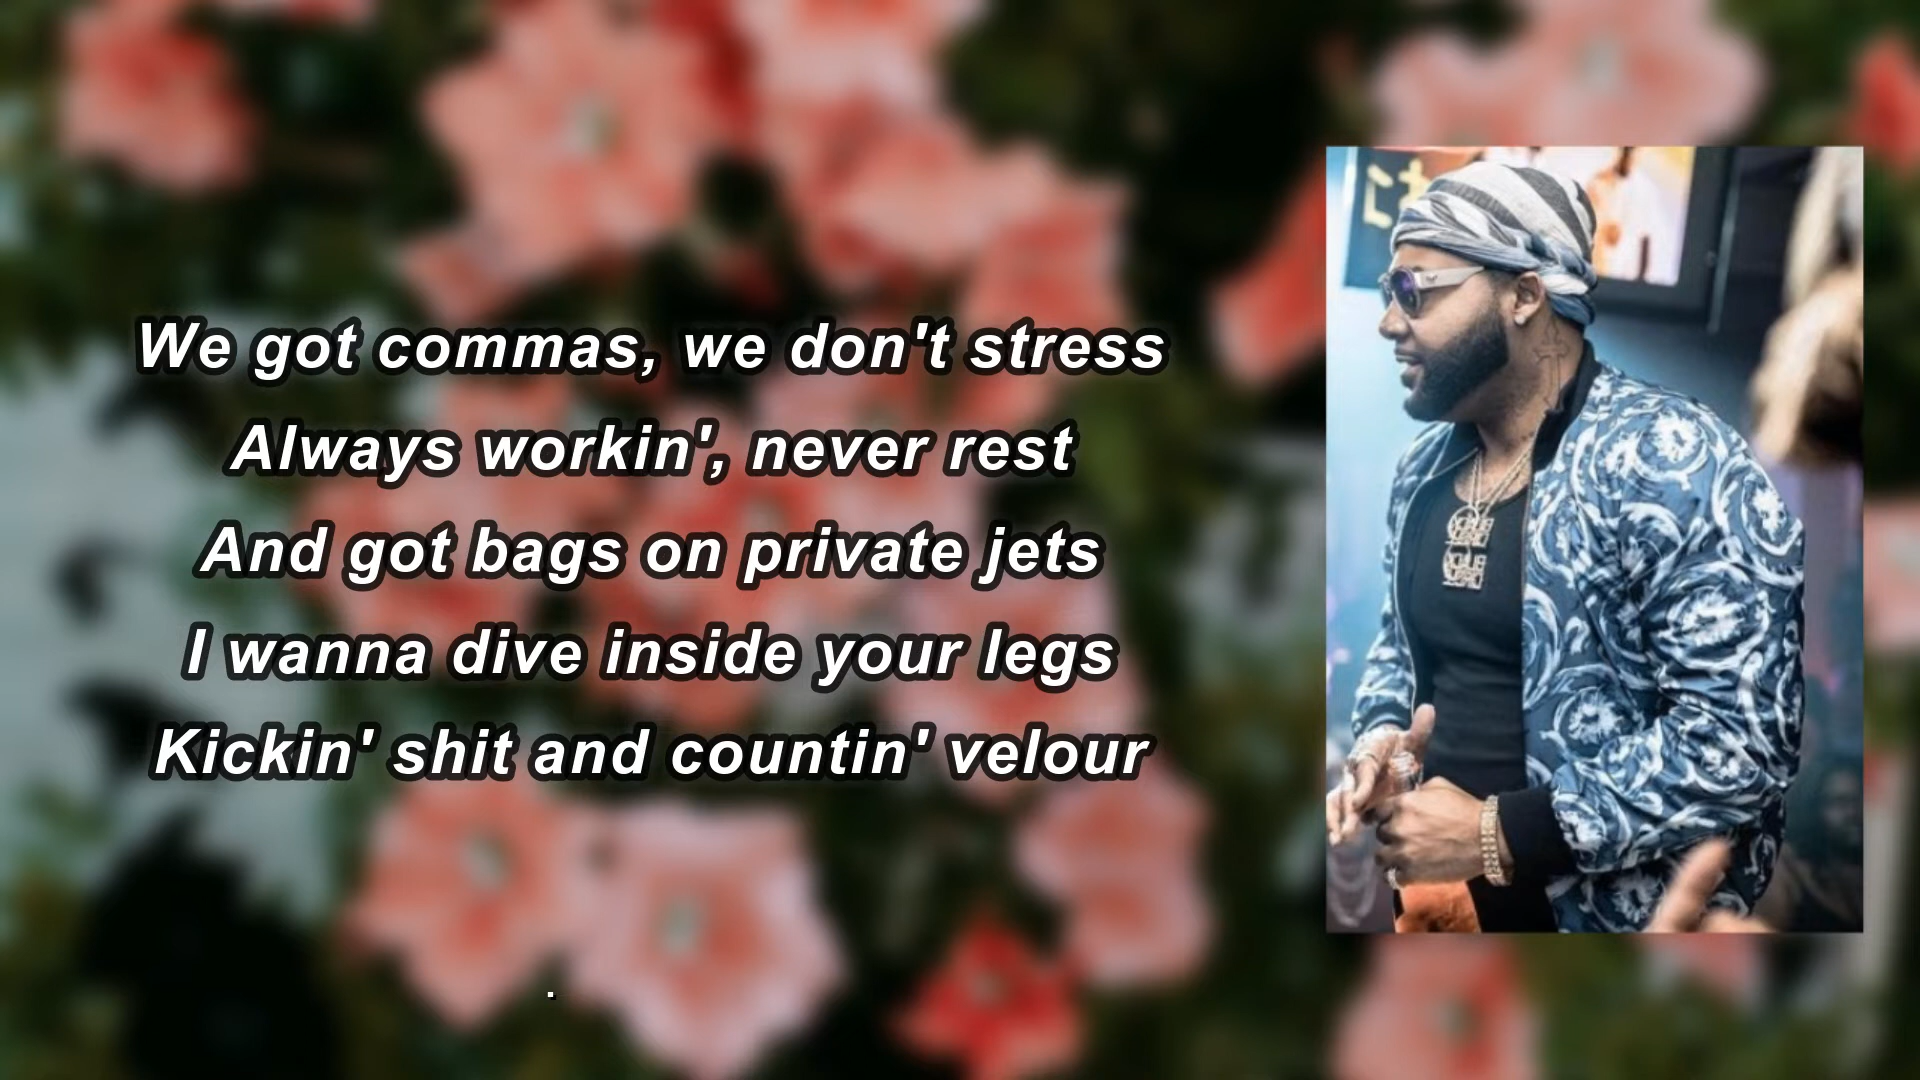 We got commas, we don't stress
Always workin', never rest
And got bags on private jets
I wanna dive inside your legs
Kickin' shit and countin' velour
.